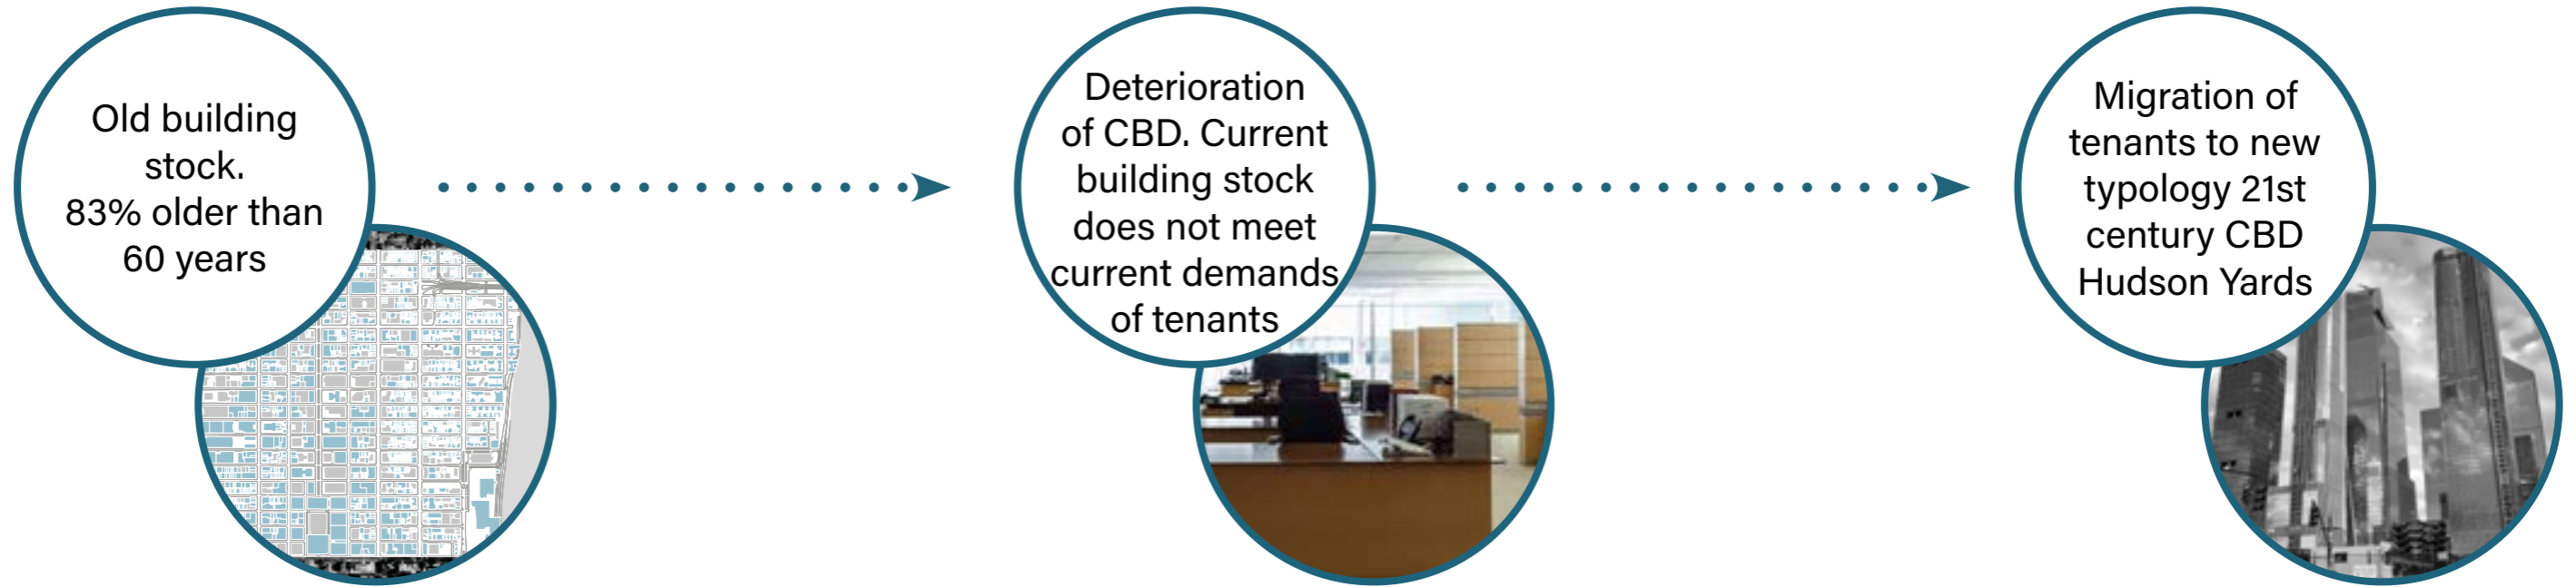 Old building
stock.
83% older than
60 years
Deterioration
of CBD. Current
building stock
does not meet
current demands
of tenants
Migration of
tenants to new
typology 21st
century CBD
Hudson Yards